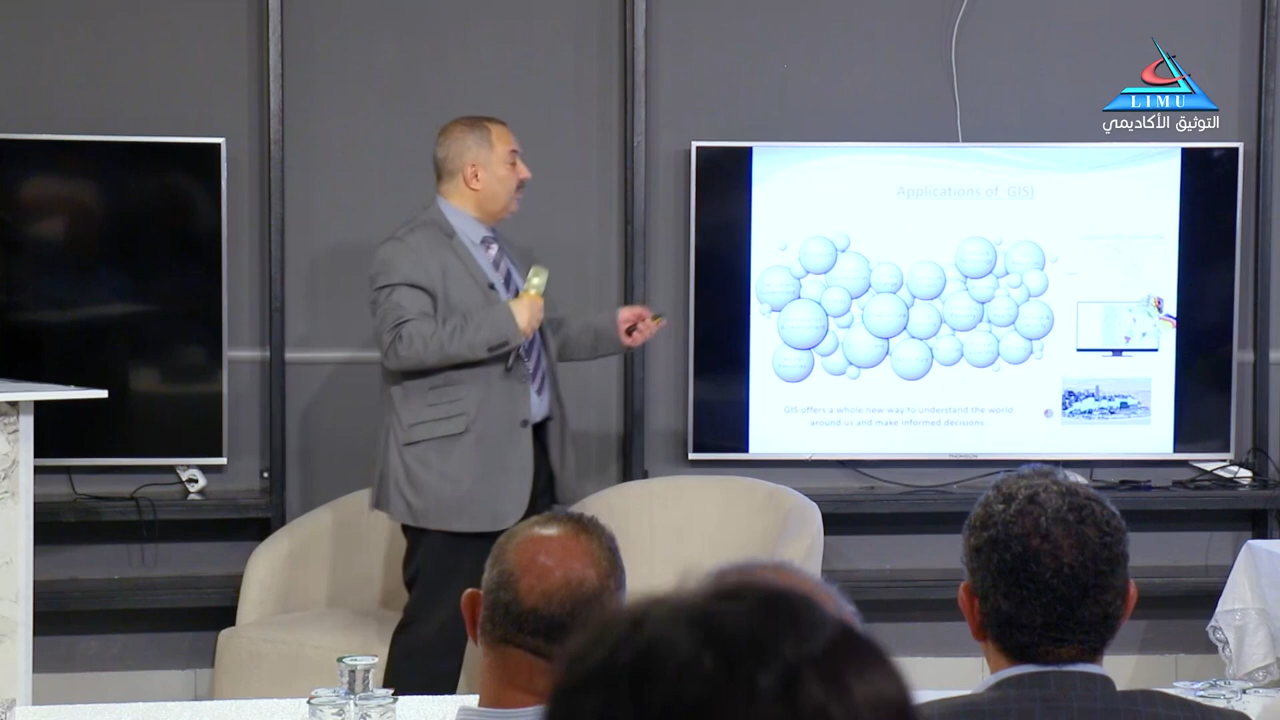 LIMU
التوثيق الأكاديمي
Applications of GIS)
GIS offers a whole new way to understand the world
around us and make informed decisions.
THOMSON